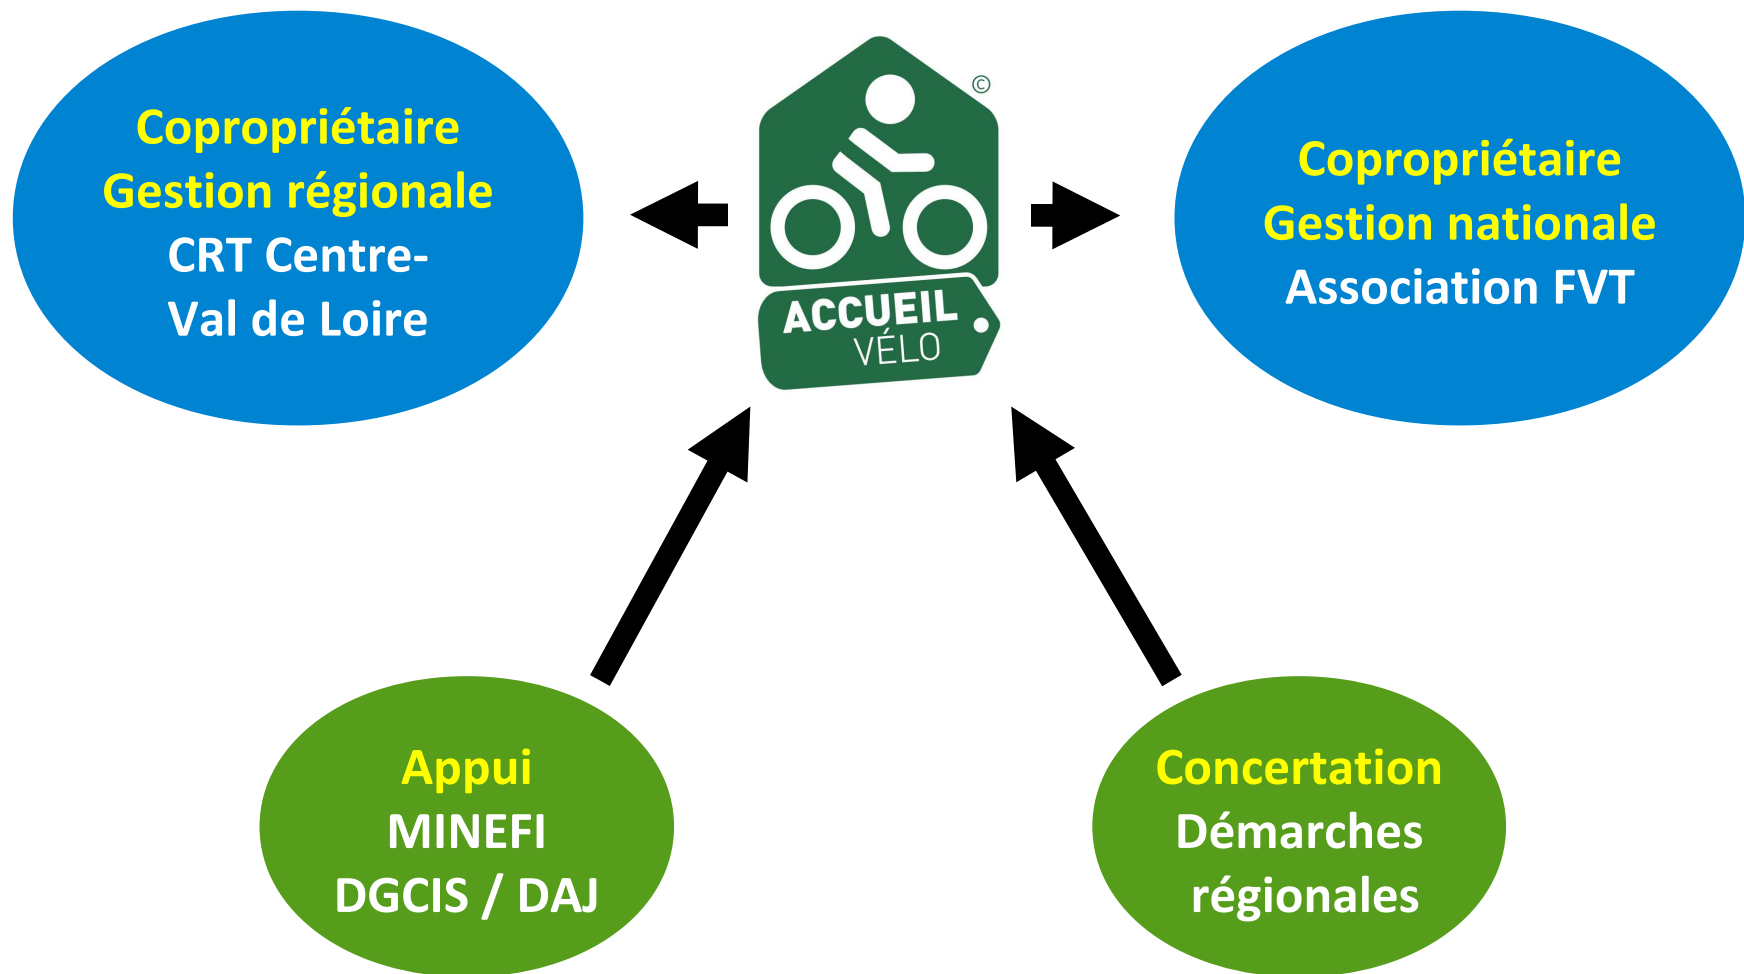 Copropriétaire
Gestion régionale
CRT Centre-
Val de Loire
©
ACCUEIL
VÉLO
Copropriétaire
Gestion nationale
Association FVT
Appui
MINEFI
DGCIS / DAJ
Concertation
Démarches
régionales